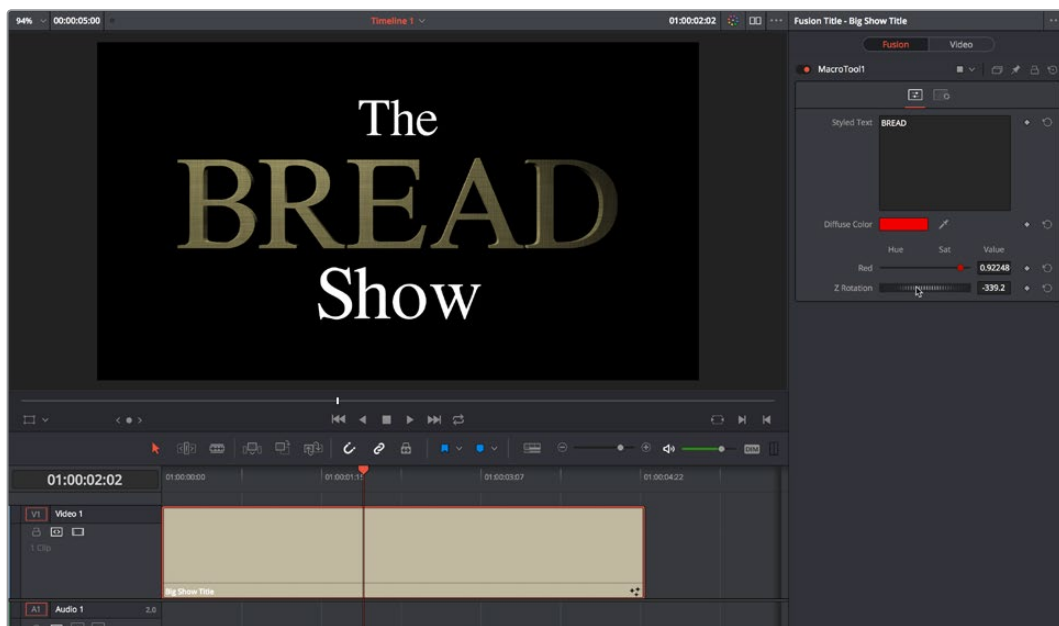 94% 00:00:05:00 Timeline 1 01:00:02:02 Fusion Title - Big Show Title
Fusion Video
MacroTool1
The
BREAD
Show
Styled Text BREAD
Diffuse Color
Hue Sat Value
Red 0.92248
Z Rotation -339.2
DIM
01:00:02:02 01:00:00:00 01:00:01:15 01:00:03:07 01:00:04:22
V1 Video 1
1 Clip
Big Show Title
A1 Audio 1 2.0